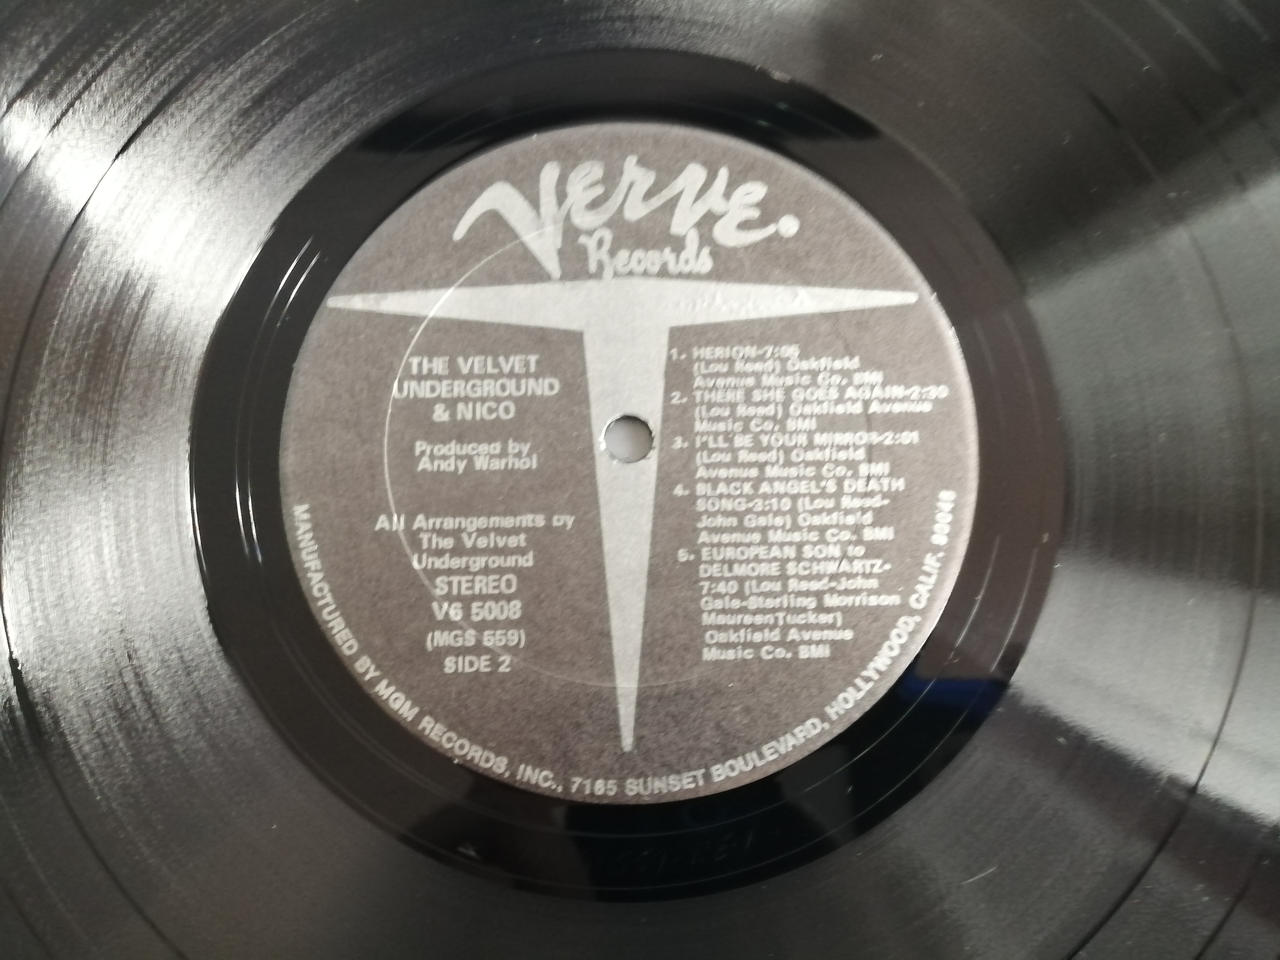 Verve.
Records
THE VELVET
UNDERGROUND
& NICO
Produced by
Andy Warhol
All Arrangements by
The Velvet
Underground
STEREO
V6 5008
(MGS 559)
SIDE 2
1. HERION-7:05
(Lou Reed) Oakfield
Avenue Music Co. BMI
2. THERE SHE GOES AGAIN-2:30
(Lou Reed) Oakfield Avenue
Music Co. BMI
3. I'LL BE YOUR MIRROR-2:01
(Lou Reed) Oakfield
Avenue Music Co. BMI
4. BLACK ANGEL'S DEATH
SONG-3:10 (Lou Reed-
John Gale) Oakfield
Avenue Music Co. BMI
5. EUROPEAN SON to
DELMORE SCHWARTZ-
7:40 (Lou Reed-John
Gale-Sterling Morrison
MaureenTucker)
Oakfield Avenue
Music Co. BMI
MANUFACTURED BY MGM RECORDS, INC., 7165 SUNSET BOULEVARD, HOLLYWOOD, CALIF. 90046